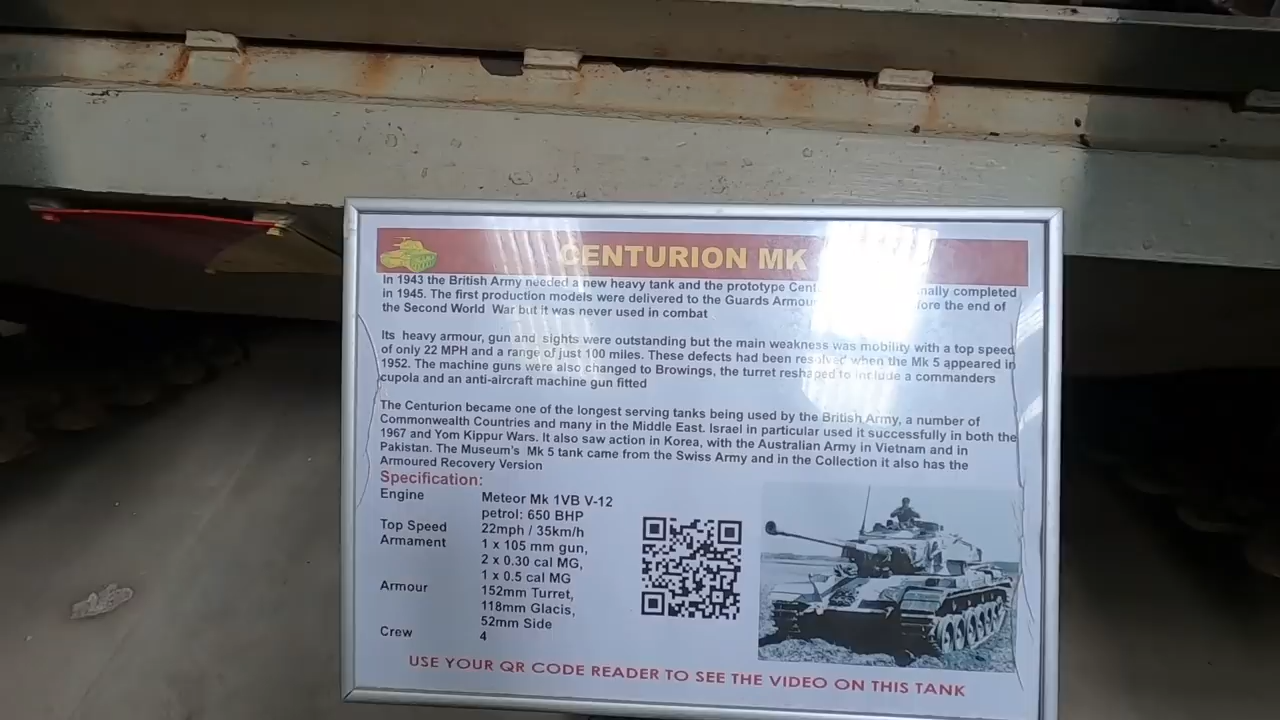 CENTURION MK
In 1943 the British Army needed a new heavy tank and the prototype nally completed
in 1945. The first production models were delivered to the Guards the end of
the Second World War but it was never used in combat
Its heavy armour, gun and sights were outstanding but the main weakness was mobility with a top speed
of only 22 MPH and a range of just 100 miles. These defects had been resolved when the Mk 5 appeared in
1952. The machine guns were also changed to Browings, the turret reshaped to include a commanders
cupola and an anti-aircraft machine gun fitted
The Centurion became one of the longest serving tanks being used by the British Army, a number of
Commonwealth Countries and many in the Middle East. Israel in particular used it successfully in both the
1967 and Yom Kippur Wars. It also saw action in Korea, with the Australian Army in Vietnam and in
Pakistan. The Museum's Mk 5 tank came from the Swiss Army and in the Collection it also has the
Armoured Recovery Version
Specification:
Engine Meteor Mk 1VB V-12
petrol: 650 BHP
Top Speed 22mph / 35km/h
Armament 1 x 105 mm gun,
2 x 0.30 cal MG,
1 x 0.5 cal MG
Armour 152mm Turret,
118mm Glacis,
52mm Side
Crew 4
USE YOUR QR CODE READER TO SEE THE VIDEO ON THIS TANK